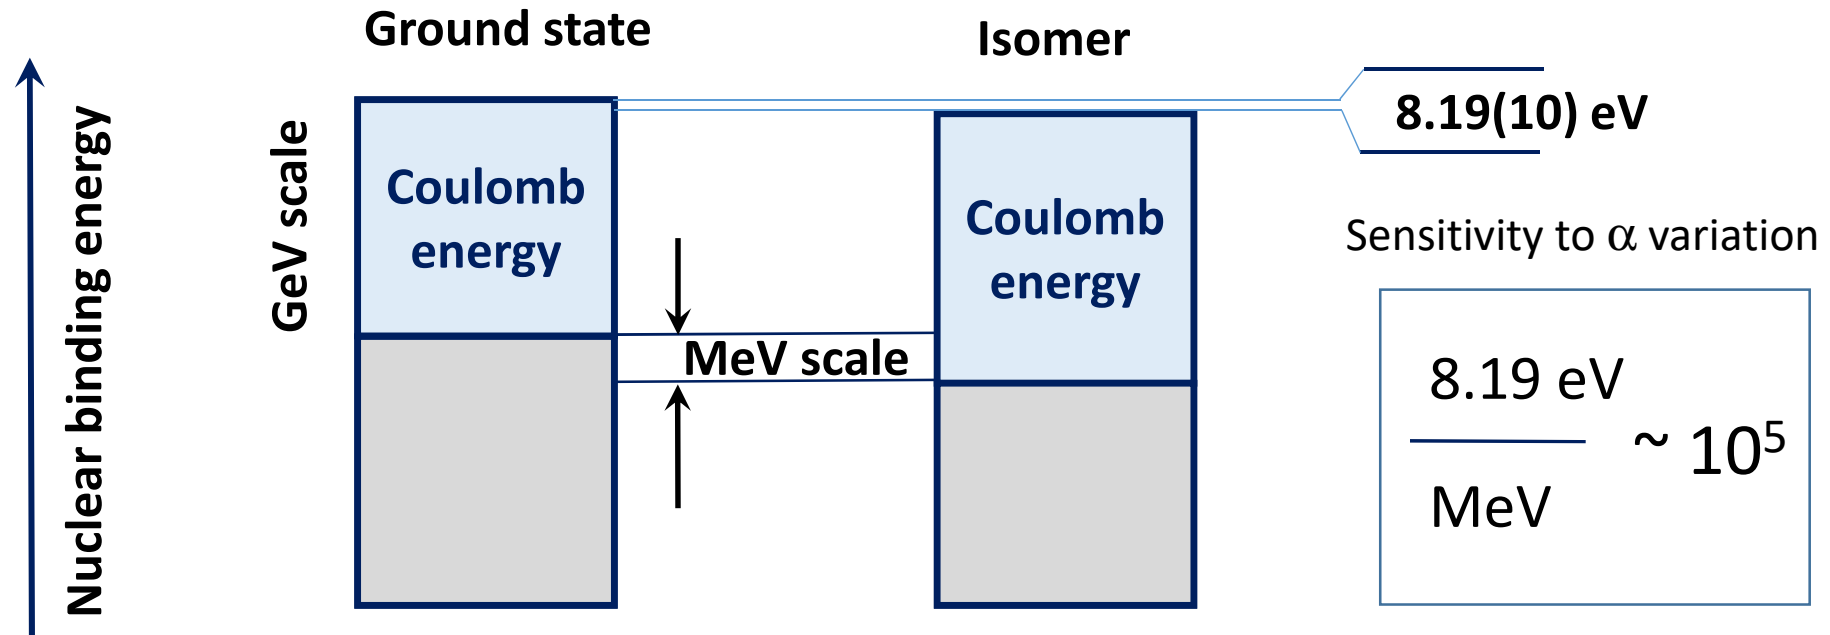 Ground state
Isomer
Nuclear binding energy
GeV scale
Coulomb
energy
MeV scale
Coulomb
energy
8.19(10) eV
Sensitivity to α variation
8.19 eV
MeV
~ 10⁵